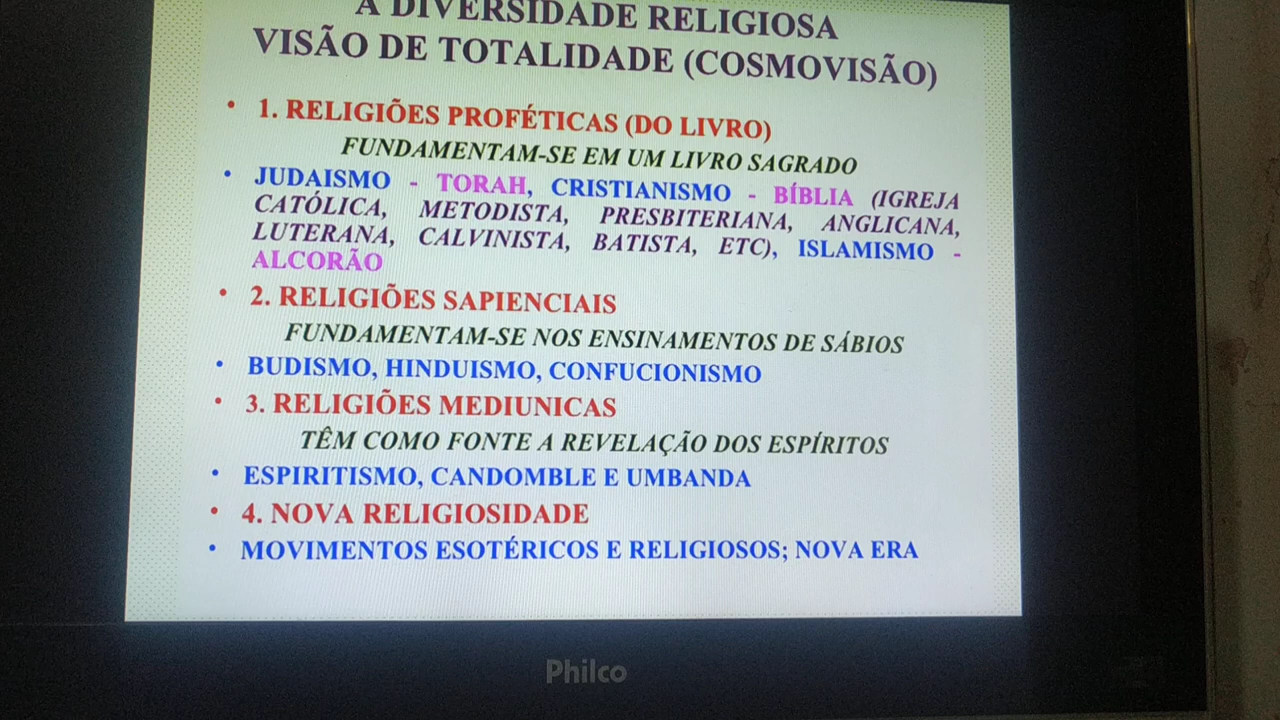 A DIVERSIDADE RELIGIOSA
VISÃO DE TOTALIDADE (COSMOVISÃO)
• 1. RELIGIÕES PROFÉTICAS (DO LIVRO)
FUNDAMENTAM-SE EM UM LIVRO SAGRADO
• JUDAISMO - TORAH, CRISTIANISMO - BÍBLIA (IGREJA
CATÓLICA, METODISTA, PRESBITERIANA, ANGLICANA,
LUTERANA, CALVINISTA, BATISTA, ETC), ISLAMISMO -
ALCORÃO
• 2. RELIGIÕES SAPIENCIAIS
FUNDAMENTAM-SE NOS ENSINAMENTOS DE SÁBIOS
• BUDISMO, HINDUISMO, CONFUCIONISMO
• 3. RELIGIÕES MEDIUNICAS
TÊM COMO FONTE A REVELAÇÃO DOS ESPÍRITOS
• ESPIRITISMO, CANDOMBLE E UMBANDA
• 4. NOVA RELIGIOSIDADE
• MOVIMENTOS ESOTÉRICOS E RELIGIOSOS; NOVA ERA
Philco